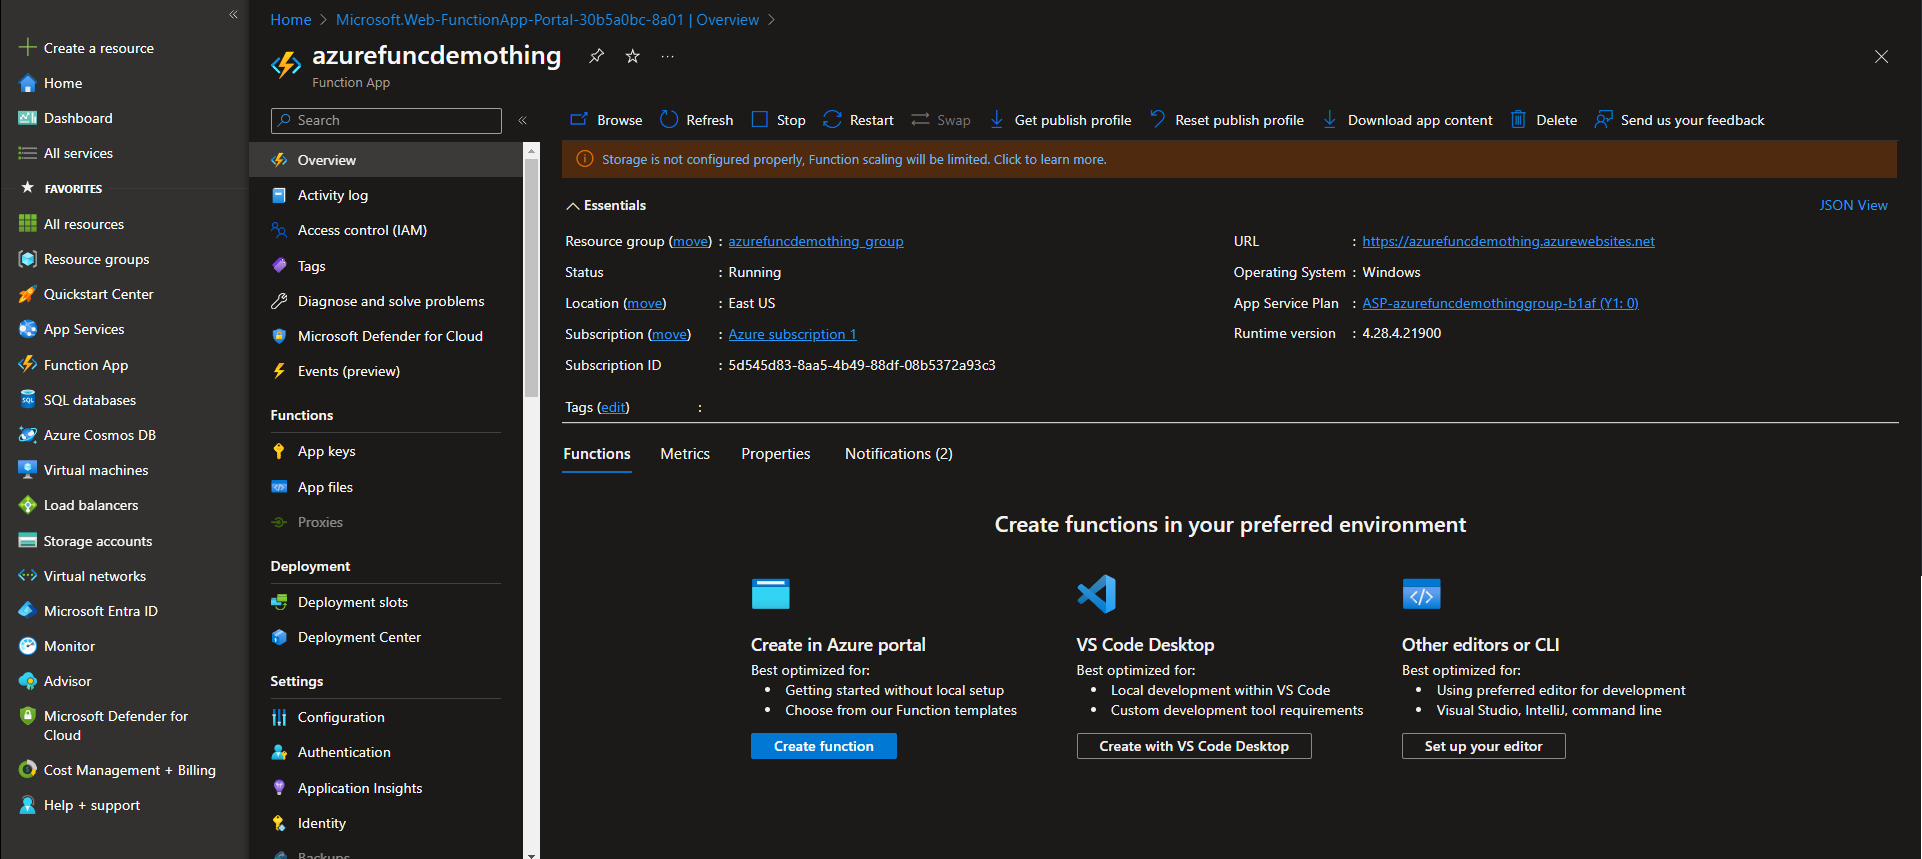 Create a resource
Home
Dashboard
All services
FAVORITES
All resources
Resource groups
Quickstart Center
App Services
Function App
SQL databases
Azure Cosmos DB
Virtual machines
Load balancers
Storage accounts
Virtual networks
Microsoft Entra ID
Monitor
Advisor
Microsoft Defender for
Cloud
Cost Management + Billing
Help + support
Home > Microsoft.Web-FunctionApp-Portal-30b5a0bc-8a01 | Overview >
azurefuncdemothing
Function App
Search
Overview
Activity log
Access control (IAM)
Tags
Diagnose and solve problems
Microsoft Defender for Cloud
Events (preview)
Functions
App keys
App files
Proxies
Deployment
Deployment slots
Deployment Center
Settings
Configuration
Authentication
Application Insights
Identity
Backups
Browse Refresh Stop Restart Swap Get publish profile Reset publish profile Download app content Delete Send us your feedback
Storage is not configured properly, Function scaling will be limited. Click to learn more.
Essentials
JSON View
Resource group (move) : azurefuncdemothing_group
Status : Running
Location (move) : East US
Subscription (move) : Azure subscription 1
Subscription ID : 5d545d83-8aa5-4b49-88df-08b5372a93c3
URL : https://azurefuncdemothing.azurewebsites.net
Operating System : Windows
App Service Plan : ASP-azurefuncdemothinggroup-b1af (Y1: 0)
Runtime version : 4.28.4.21900
Tags (edit) :
Functions Metrics Properties Notifications (2)
Create functions in your preferred environment
Create in Azure portal
Best optimized for:
• Getting started without local setup
• Choose from our Function templates
Create function
VS Code Desktop
Best optimized for:
• Local development within VS Code
• Custom development tool requirements
Create with VS Code Desktop
Other editors or CLI
Best optimized for:
• Using preferred editor for development
• Visual Studio, IntelliJ, command line
Set up your editor